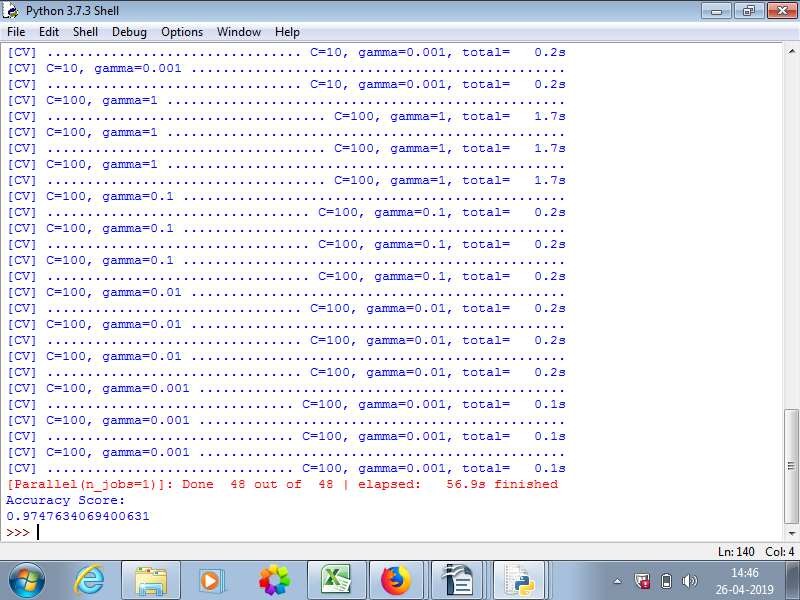 Python 3.7.3 Shell
File Edit Shell Debug Options Window Help
[CV] ................................ C=10, gamma=0.001, total=   0.2s
[CV] C=10, gamma=0.001 ...............................................
[CV] ................................ C=10, gamma=0.001, total=   0.2s
[CV] C=100, gamma=1 ..................................................
[CV] ................................... C=100, gamma=1, total=   1.7s
[CV] C=100, gamma=1 ..................................................
[CV] ................................... C=100, gamma=1, total=   1.7s
[CV] C=100, gamma=1 ..................................................
[CV] ................................... C=100, gamma=1, total=   1.7s
[CV] C=100, gamma=0.1 ................................................
[CV] ................................. C=100, gamma=0.1, total=   0.2s
[CV] C=100, gamma=0.1 ................................................
[CV] ................................. C=100, gamma=0.1, total=   0.2s
[CV] C=100, gamma=0.1 ................................................
[CV] ................................. C=100, gamma=0.1, total=   0.2s
[CV] C=100, gamma=0.01 ...............................................
[CV] ................................ C=100, gamma=0.01, total=   0.2s
[CV] C=100, gamma=0.01 ...............................................
[CV] ................................ C=100, gamma=0.01, total=   0.2s
[CV] C=100, gamma=0.01 ...............................................
[CV] ................................ C=100, gamma=0.01, total=   0.2s
[CV] C=100, gamma=0.001 ..............................................
[CV] ............................... C=100, gamma=0.001, total=   0.1s
[CV] C=100, gamma=0.001 ..............................................
[CV] ............................... C=100, gamma=0.001, total=   0.1s
[CV] C=100, gamma=0.001 ..............................................
[CV] ............................... C=100, gamma=0.001, total=   0.1s
[Parallel(n_jobs=1)]: Done  48 out of  48 | elapsed:   56.9s finished
Accuracy Score:
0.9747634069400631
>>>
Ln: 140 Col: 4
14:46
26-04-2019